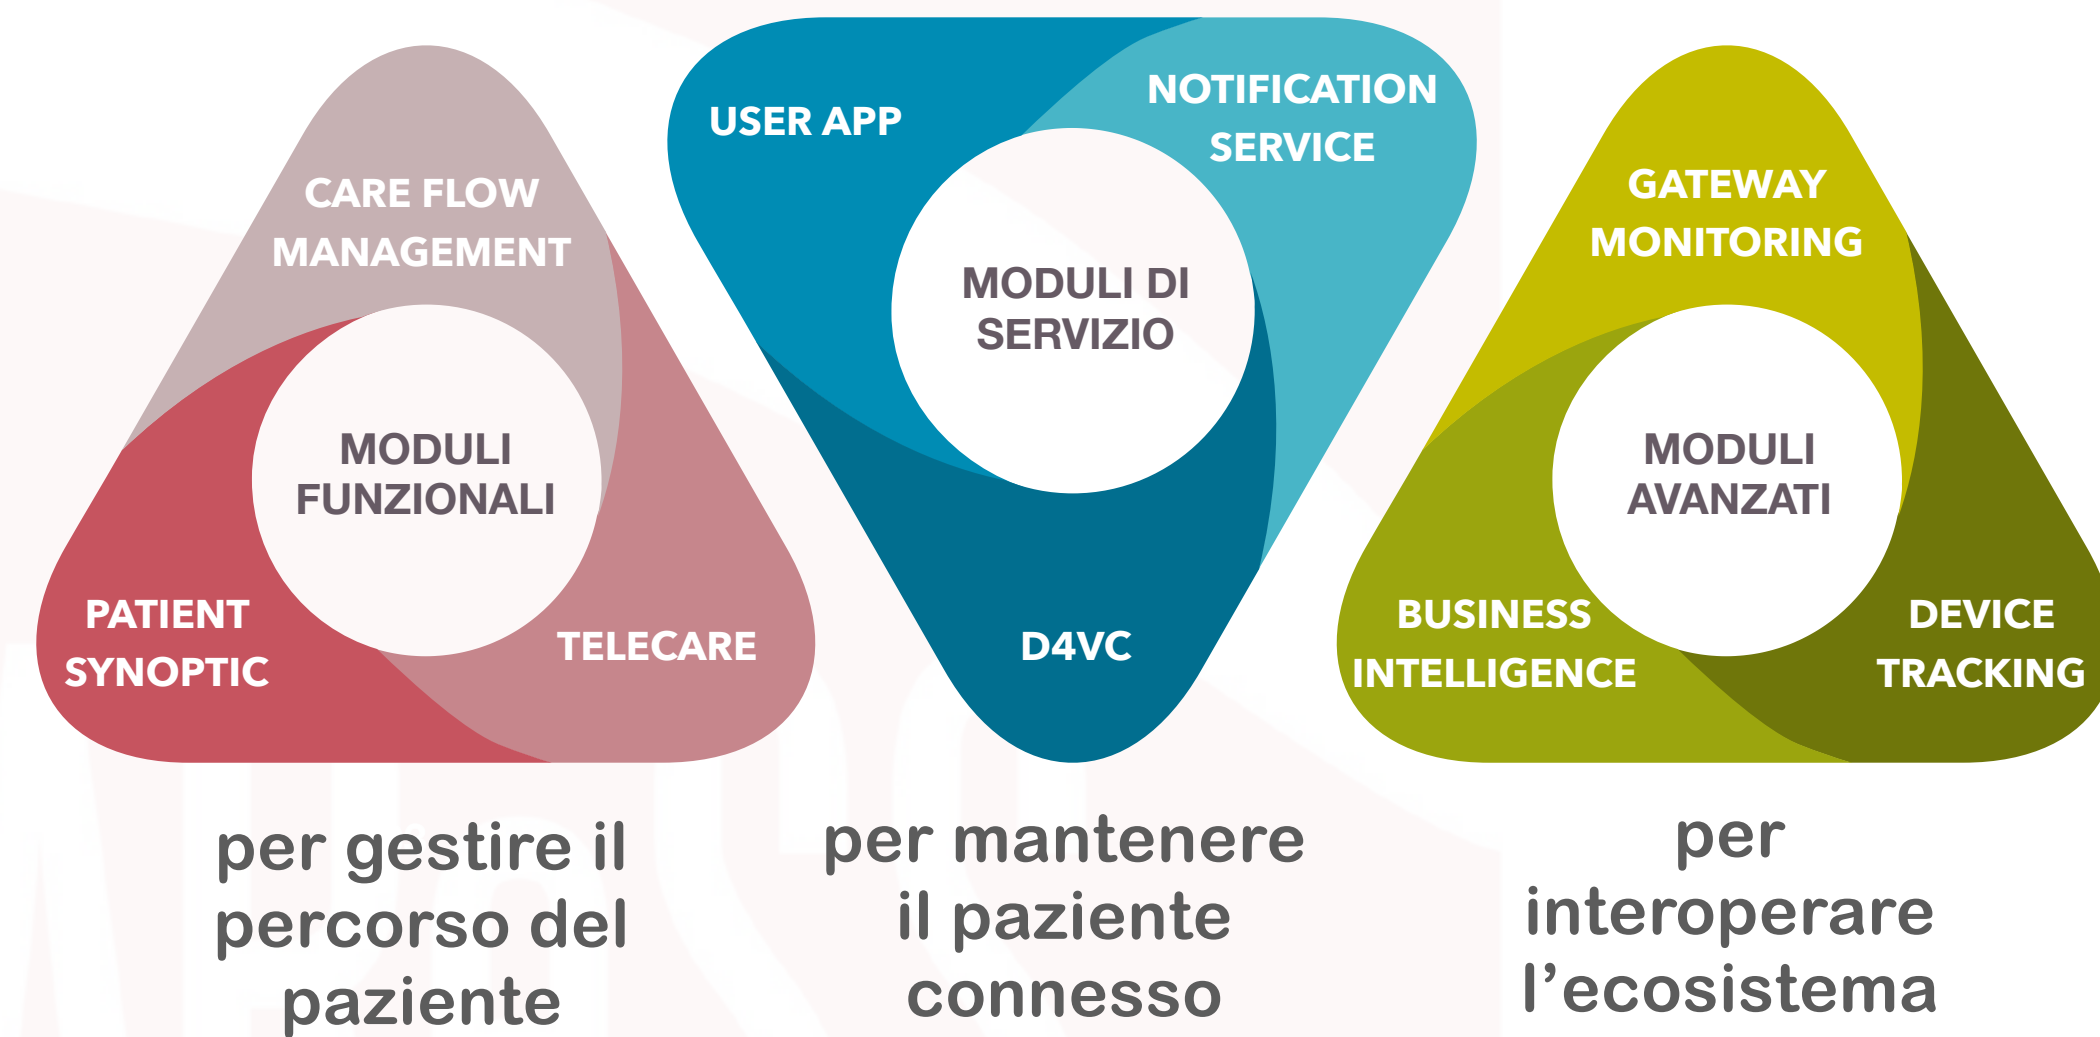 CARE FLOW
MANAGEMENT
MODULI
FUNZIONALI
PATIENT
SYNOPTIC
TELECARE
per gestire il
percorso del
paziente
USER APP
NOTIFICATION
SERVICE
MODULI DI
SERVIZIO
D4VC
per mantenere
il paziente
connesso
GATEWAY
MONITORING
MODULI
AVANZATI
BUSINESS
INTELLIGENCE
DEVICE
TRACKING
per
interoperare
l’ecosistema